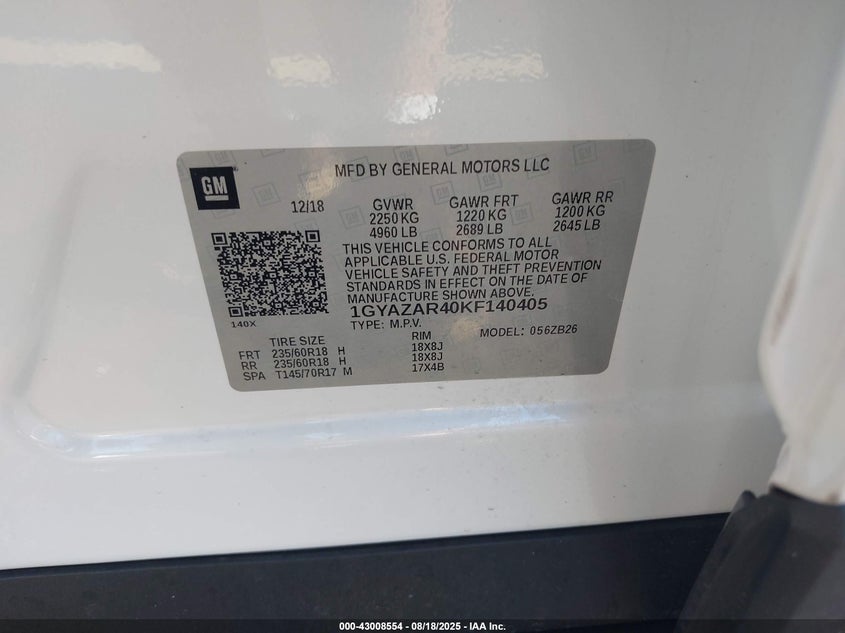 GM
MFD BY GENERAL MOTORS LLC
12/18 GVWR GAWR FRT GAWR RR
2250 KG 1220 KG 1200 KG
4960 LB 2689 LB 2645 LB
THIS VEHICLE CONFORMS TO ALL
APPLICABLE U.S. FEDERAL MOTOR
VEHICLE SAFETY AND THEFT PREVENTION
STANDARDS IN EFFECT ON THE DATE OF
MANUFACTURE SHOWN ABOVE.
140X
1GYAZAR40KF140405
TYPE: M.P.V. MODEL: 056ZB26
TIRE SIZE RIM
FRT 235/60R18 H 18X8J
RR 235/60R18 H 18X8J
SPA T145/70R17 M 17X4B
000-43008554 - 08/18/2025 - IAA Inc.